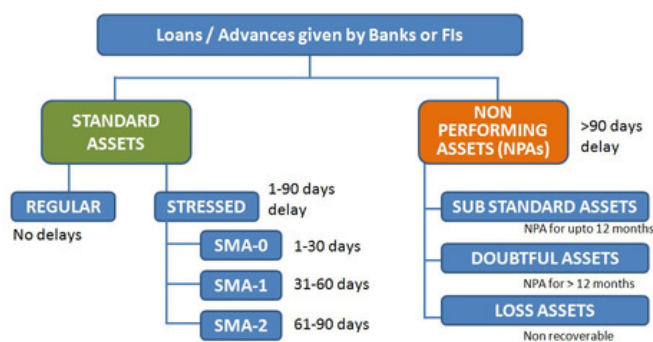 Loans / Advances given by Banks or FIs
STANDARD
ASSETS
NON
PERFORMING
ASSETS (NPAs)
>90 days
delay
REGULAR
No delays
STRESSED
1-90 days
delay
SMA-0
1-30 days
SMA-1
31-60 days
SMA-2
61-90 days
SUB STANDARD ASSETS
NPA for upto 12 months
DOUBTFUL ASSETS
NPA for > 12 months
LOSS ASSETS
Non recoverable